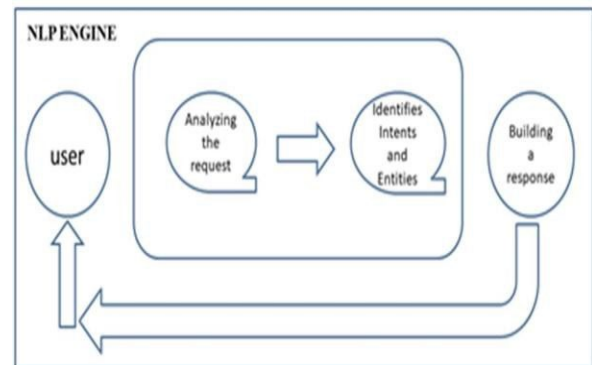 NLP ENGINE
user
Analyzing
the
request
Identifies
Intents
and
Entities
Building
a
response